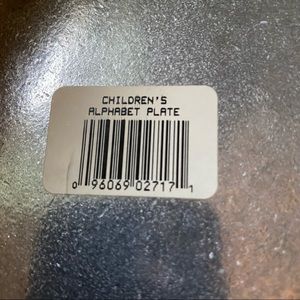 CHILDREN'S
ALPHABET PLATE
0 96069 02717 1